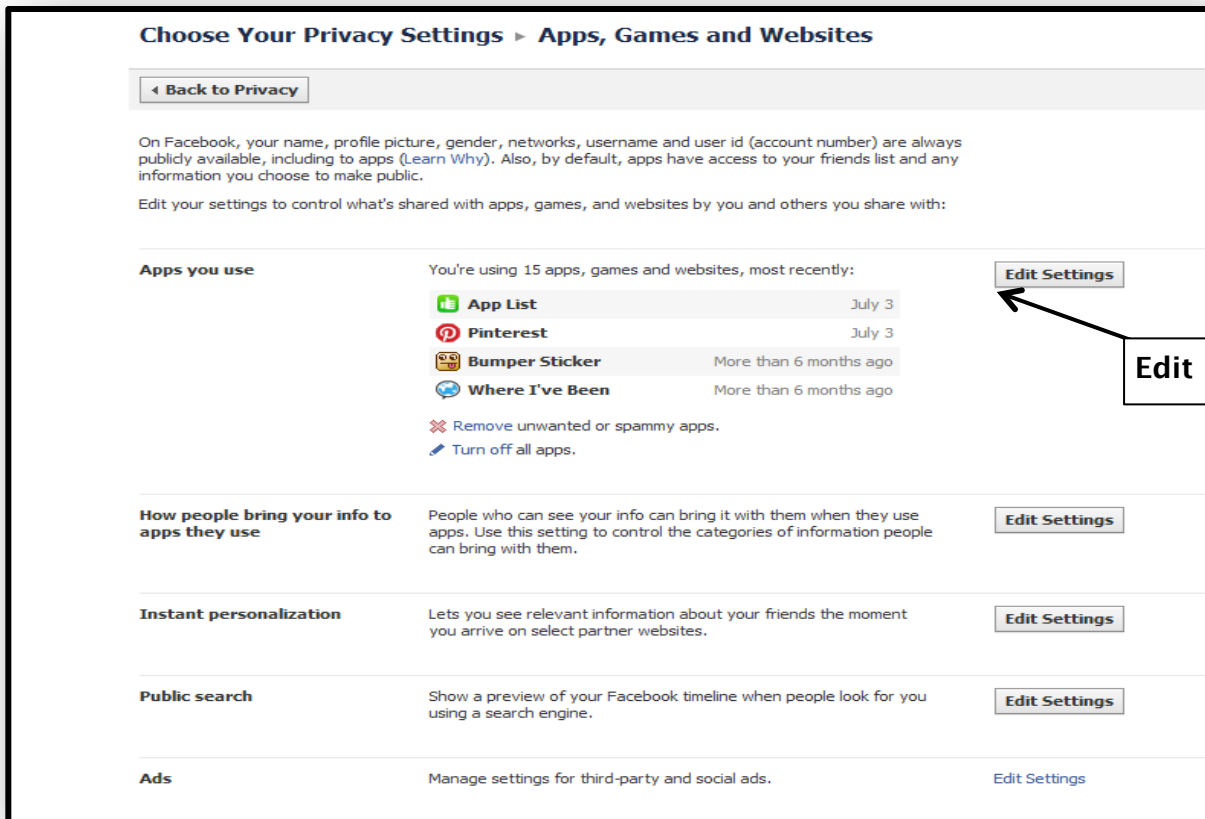 Choose Your Privacy Settings ▸ Apps, Games and Websites
Back to Privacy
On Facebook, your name, profile picture, gender, networks, username and user id (account number) are always
publicly available, including to apps (Learn Why). Also, by default, apps have access to your friends list and any
information you choose to make public.
Edit your settings to control what's shared with apps, games, and websites by you and others you share with:
Apps you use
You're using 15 apps, games and websites, most recently:
Edit Settings
App List July 3
Pinterest July 3
Bumper Sticker More than 6 months ago
Where I've Been More than 6 months ago
Edit
Remove unwanted or spammy apps.
Turn off all apps.
How people bring your info to
apps they use
People who can see your info can bring it with them when they use
apps. Use this setting to control the categories of information people
can bring with them.
Edit Settings
Instant personalization
Lets you see relevant information about your friends the moment
you arrive on select partner websites.
Edit Settings
Public search
Show a preview of your Facebook timeline when people look for you
using a search engine.
Edit Settings
Ads
Manage settings for third-party and social ads.
Edit Settings